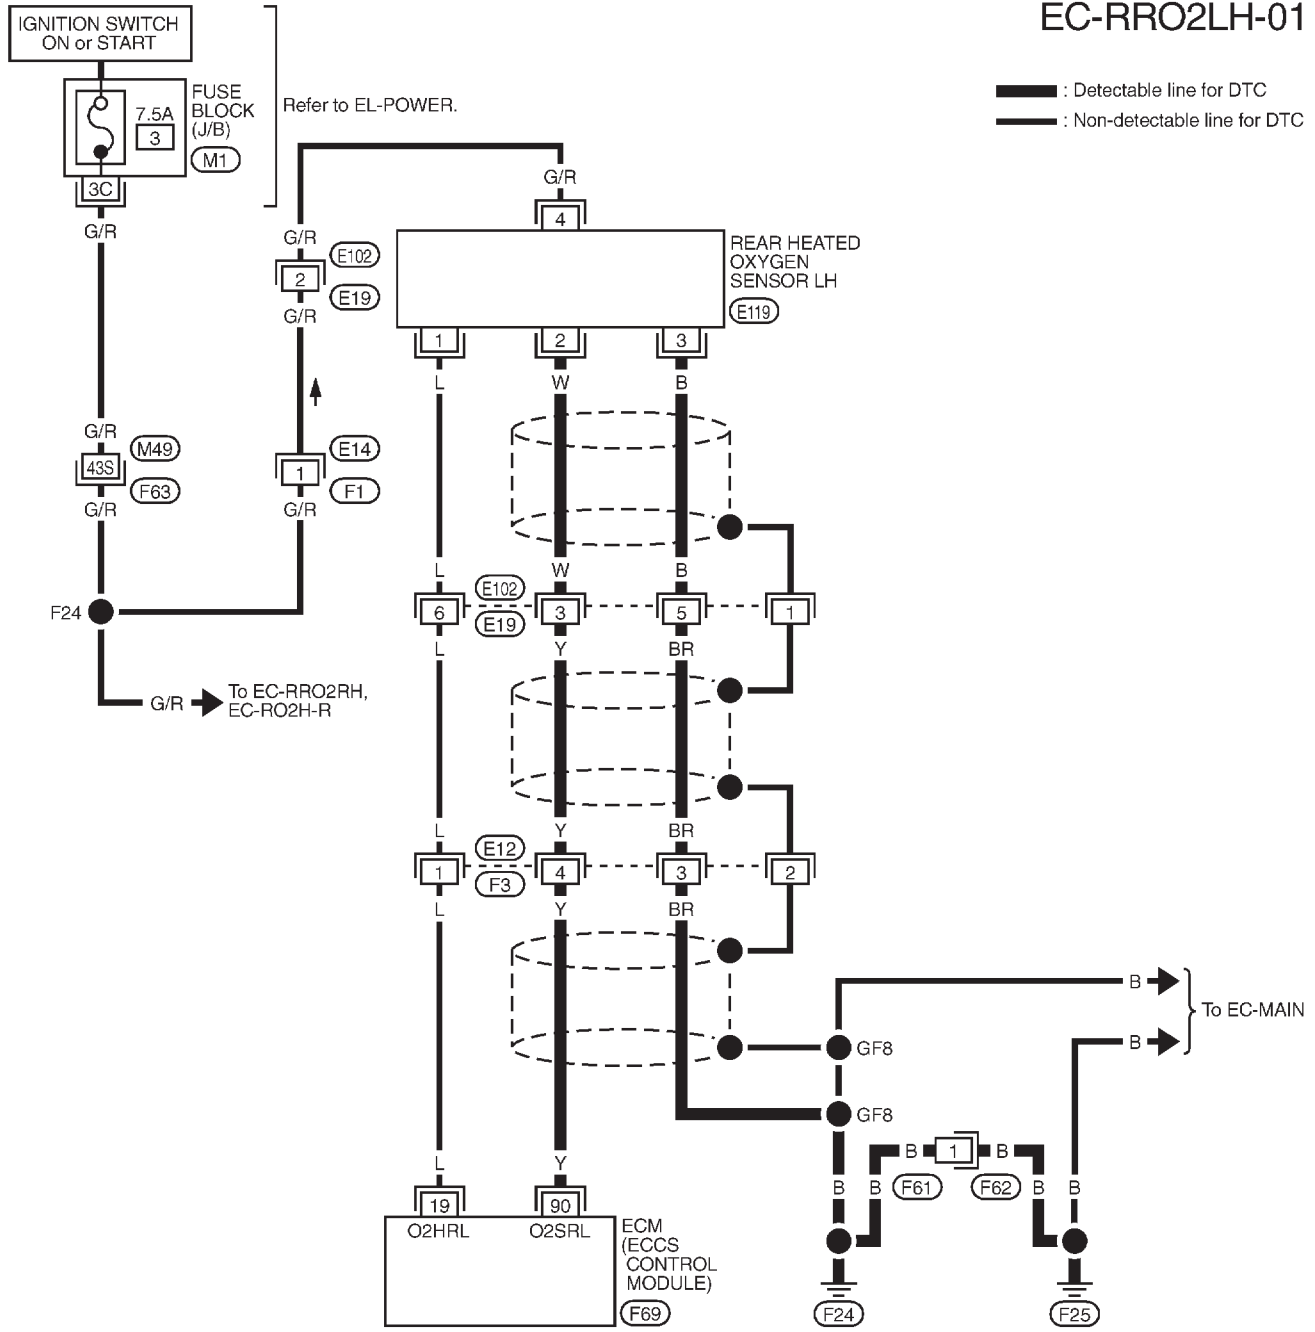 EC-RRO2LH-01
IGNITION SWITCH
ON or START
FUSE
BLOCK
(J/B)
7.5A
3
M1
3C
Refer to EL-POWER.
: Detectable line for DTC
: Non-detectable line for DTC
G/R
G/R
4
G/R
E102
2
E19
G/R
REAR HEATED
OXYGEN
SENSOR LH
E119
1
2
3
L
W
B
G/R
M49
43S
F63
G/R
E14
1
F1
G/R
L
W
B
E102
6
3
5
1
E19
F24
L
Y
BR
G/R
To EC-RRO2RH,
EC-RO2H-R
L
Y
BR
E12
1
4
3
2
F3
L
Y
BR
B
To EC-MAIN
B
GF8
GF8
B
1
B
L
Y
B
B
F61
F62
B
B
19
90
O2HRL
O2SRL
ECM
(ECCS
CONTROL
MODULE)
F69
F24
F25